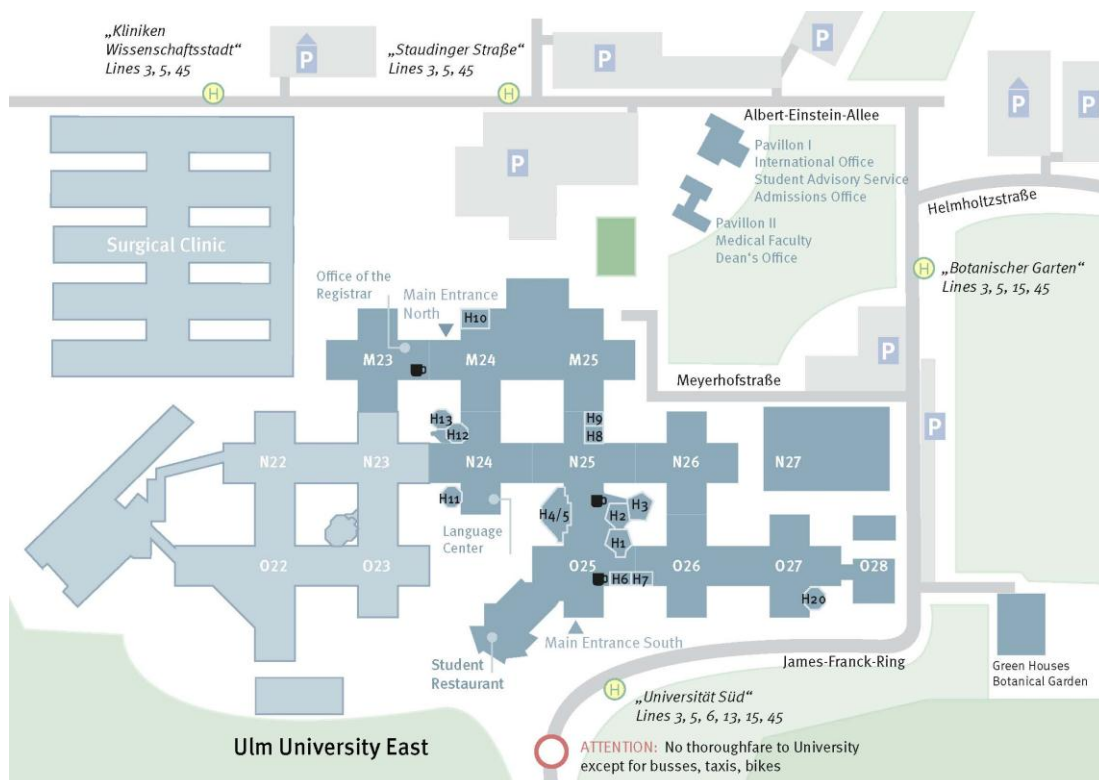 „Kliniken
Wissenschaftsstadt“
Lines 3, 5, 45
„Staudinger Straße“
Lines 3, 5, 45
H
H
P
P
P
P
P
Albert-Einstein-Allee
Pavillon I
International Office
Student Advisory Service
Admissions Office
Pavillon II
Medical Faculty
Dean's Office
Helmholtzstraße
Surgical Clinic
H
„Botanischer Garten“
Lines 3, 5, 15, 45
Office of the
Registrar
Main Entrance
North
H10
M23
M24
M25
P
Meyerhofstraße
P
H13
H12
H9
H8
N22
N23
N24
N25
N26
N27
H11
H4/5
H2
H3
H1
Language
Center
O22
O23
O25
H6
H7
O26
O27
O28
H20
Main Entrance South
Student
Restaurant
James-Franck-Ring
Green Houses
Botanical Garden
H
„Universität Süd“
Lines 3, 5, 6, 13, 15, 45
Ulm University East
ATTENTION: No thoroughfare to University
except for busses, taxis, bikes